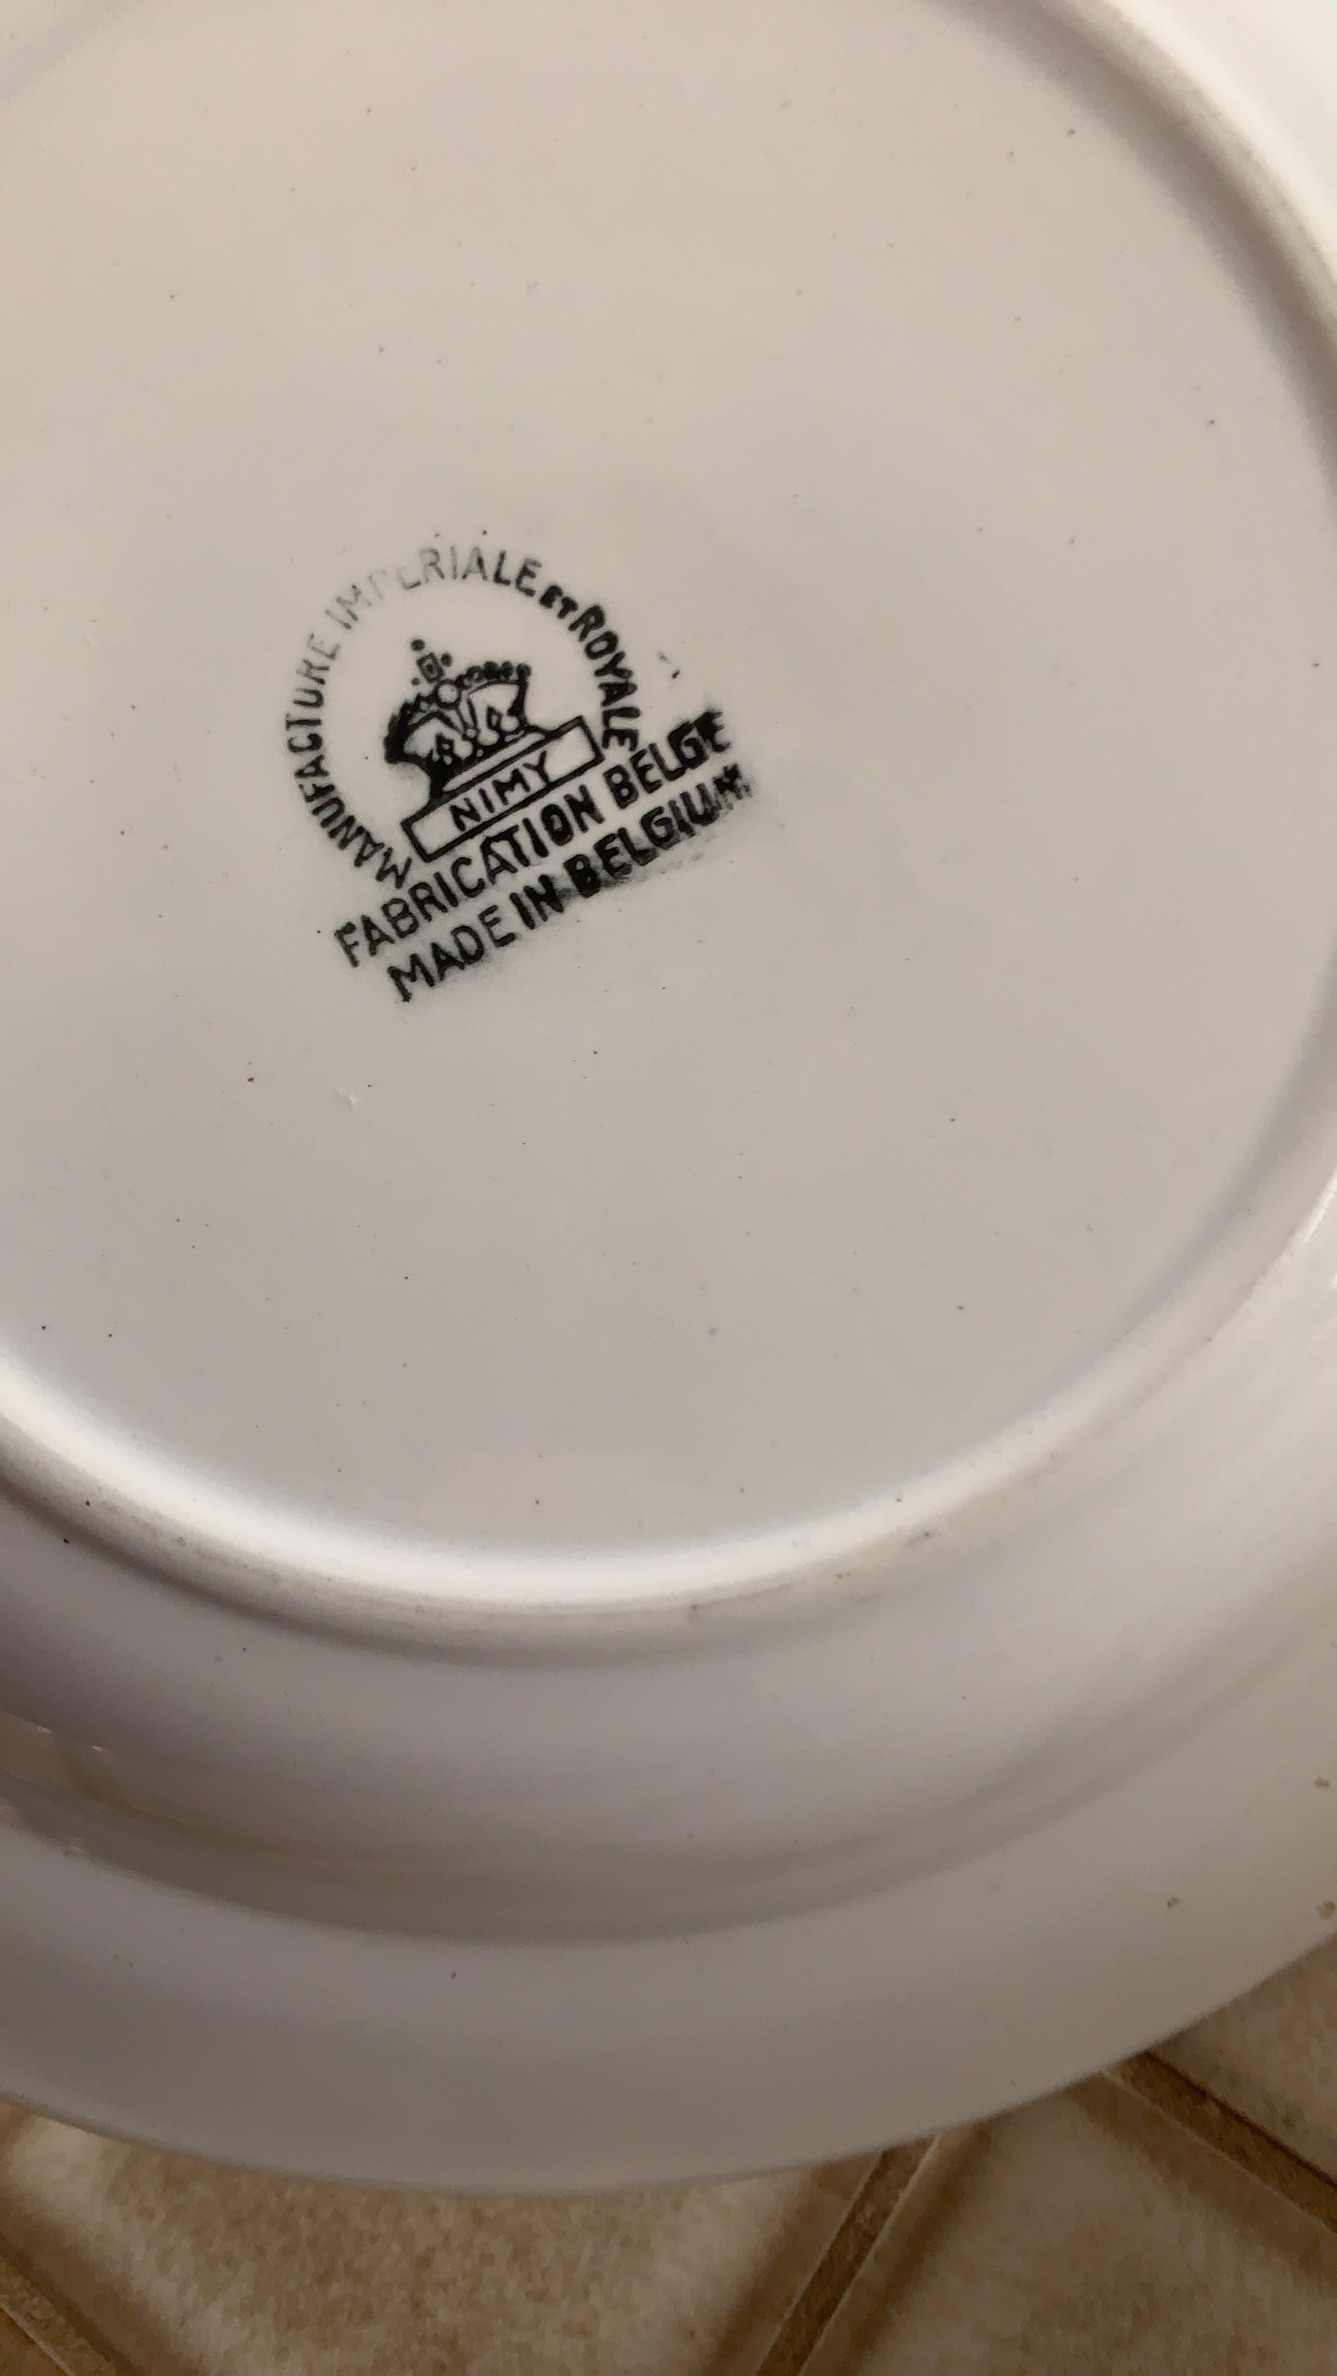 MANUFACTURE IMPERIALE ET ROYALE
NIMY
FABRICATION BELGE
MADE IN BELGIUM